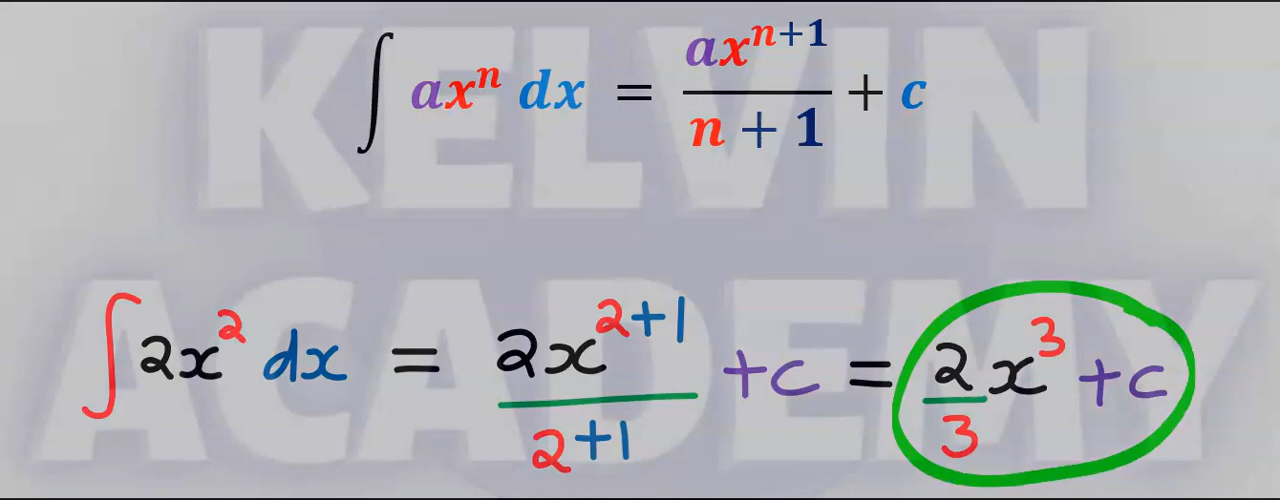 KELVIN
ACADEMY
∫ axⁿ dx = axⁿ⁺¹/(n + 1) + c
∫2x² dx = 2x²⁺¹/(2+1) + c = 2/3 x³ + c